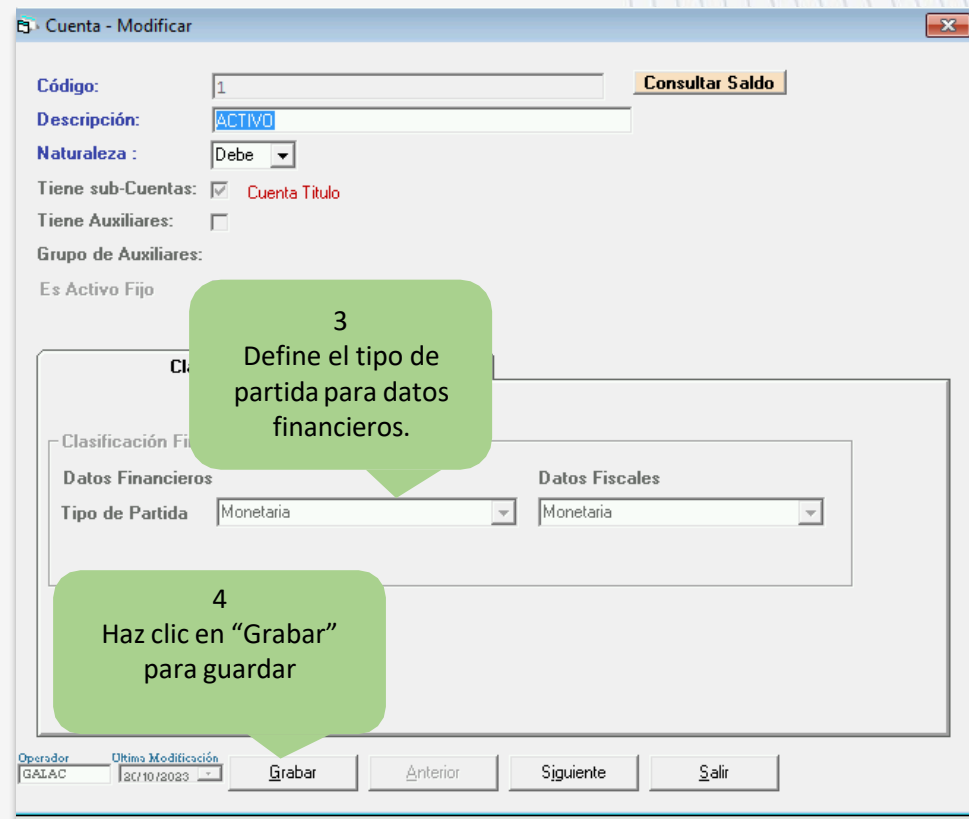 Cuenta - Modificar
Código: 1 Consultar Saldo
Descripción: ACTIVO
Naturaleza : Debe
Tiene sub-Cuentas: Cuenta Titulo
Tiene Auxiliares:
Grupo de Auxiliares:
Es Activo Fijo
3
Define el tipo de
partida para datos
financieros.
Clasificación
Datos Financieros Datos Fiscales
Tipo de Partida Monetaria Monetaria
4
Haz clic en “Grabar”
para guardar
Operador Ultima Modificación
GALAC 20/10/2023 Grabar Anterior Siguiente Salir